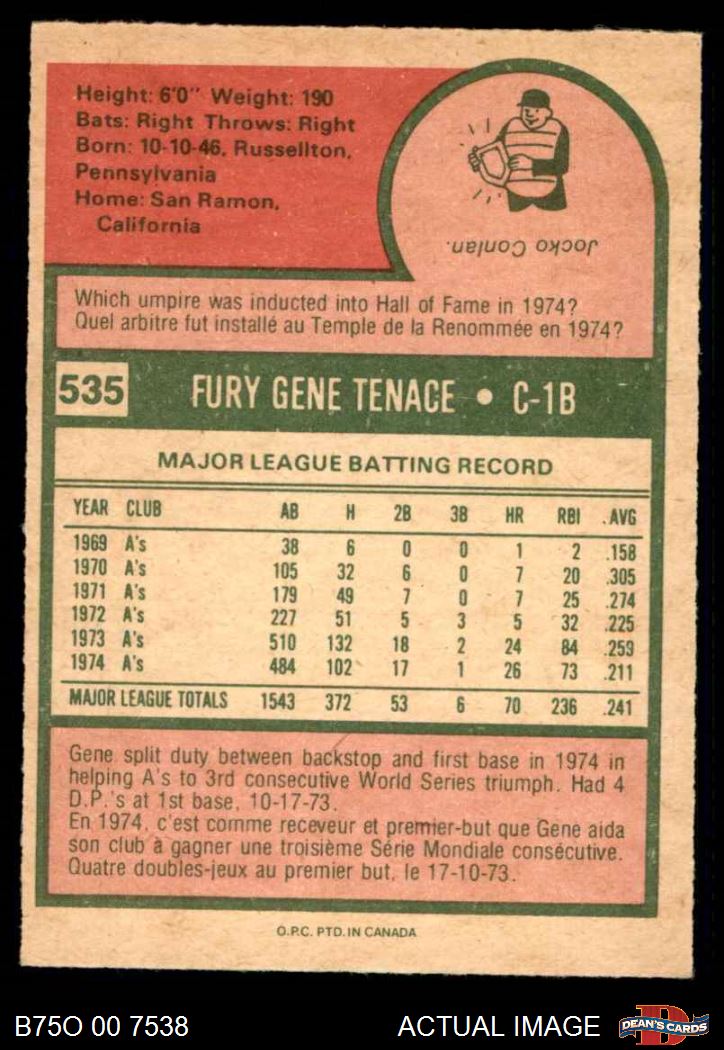 Height: 6'0" Weight: 190
Bats: Right Throws: Right
Born: 10-10-46, Russellton,
Pennsylvania
Home: San Ramon,
California
Jocko Conlan.
Which umpire was inducted into Hall of Fame in 1974?
Quel arbitre fut installé au Temple de la Renommée en 1974?
535 FURY GENE TENACE • C-1B
MAJOR LEAGUE BATTING RECORD
YEAR CLUB AB H 2B 3B HR RBI .AVG
1969 A's 38 6 0 0 1 2 .158
1970 A's 105 32 6 0 7 20 .305
1971 A's 179 49 7 0 7 25 .274
1972 A's 227 51 5 3 5 32 .225
1973 A's 510 132 18 2 24 84 .259
1974 A's 484 102 17 1 26 73 .211
MAJOR LEAGUE TOTALS 1543 372 53 6 70 236 .241
Gene split duty between backstop and first base in 1974 in
helping A's to 3rd consecutive World Series triumph. Had 4
D.P.'s at 1st base, 10-17-73.
En 1974, c'est comme receveur et premier-but que Gene aida
son club à gagner une troisième Série Mondiale consécutive.
Quatre doubles-jeux au premier but, le 17-10-73.
O.P.C. PTD. IN CANADA
B75O 00 7538 ACTUAL IMAGE D DEAN'S CARDS